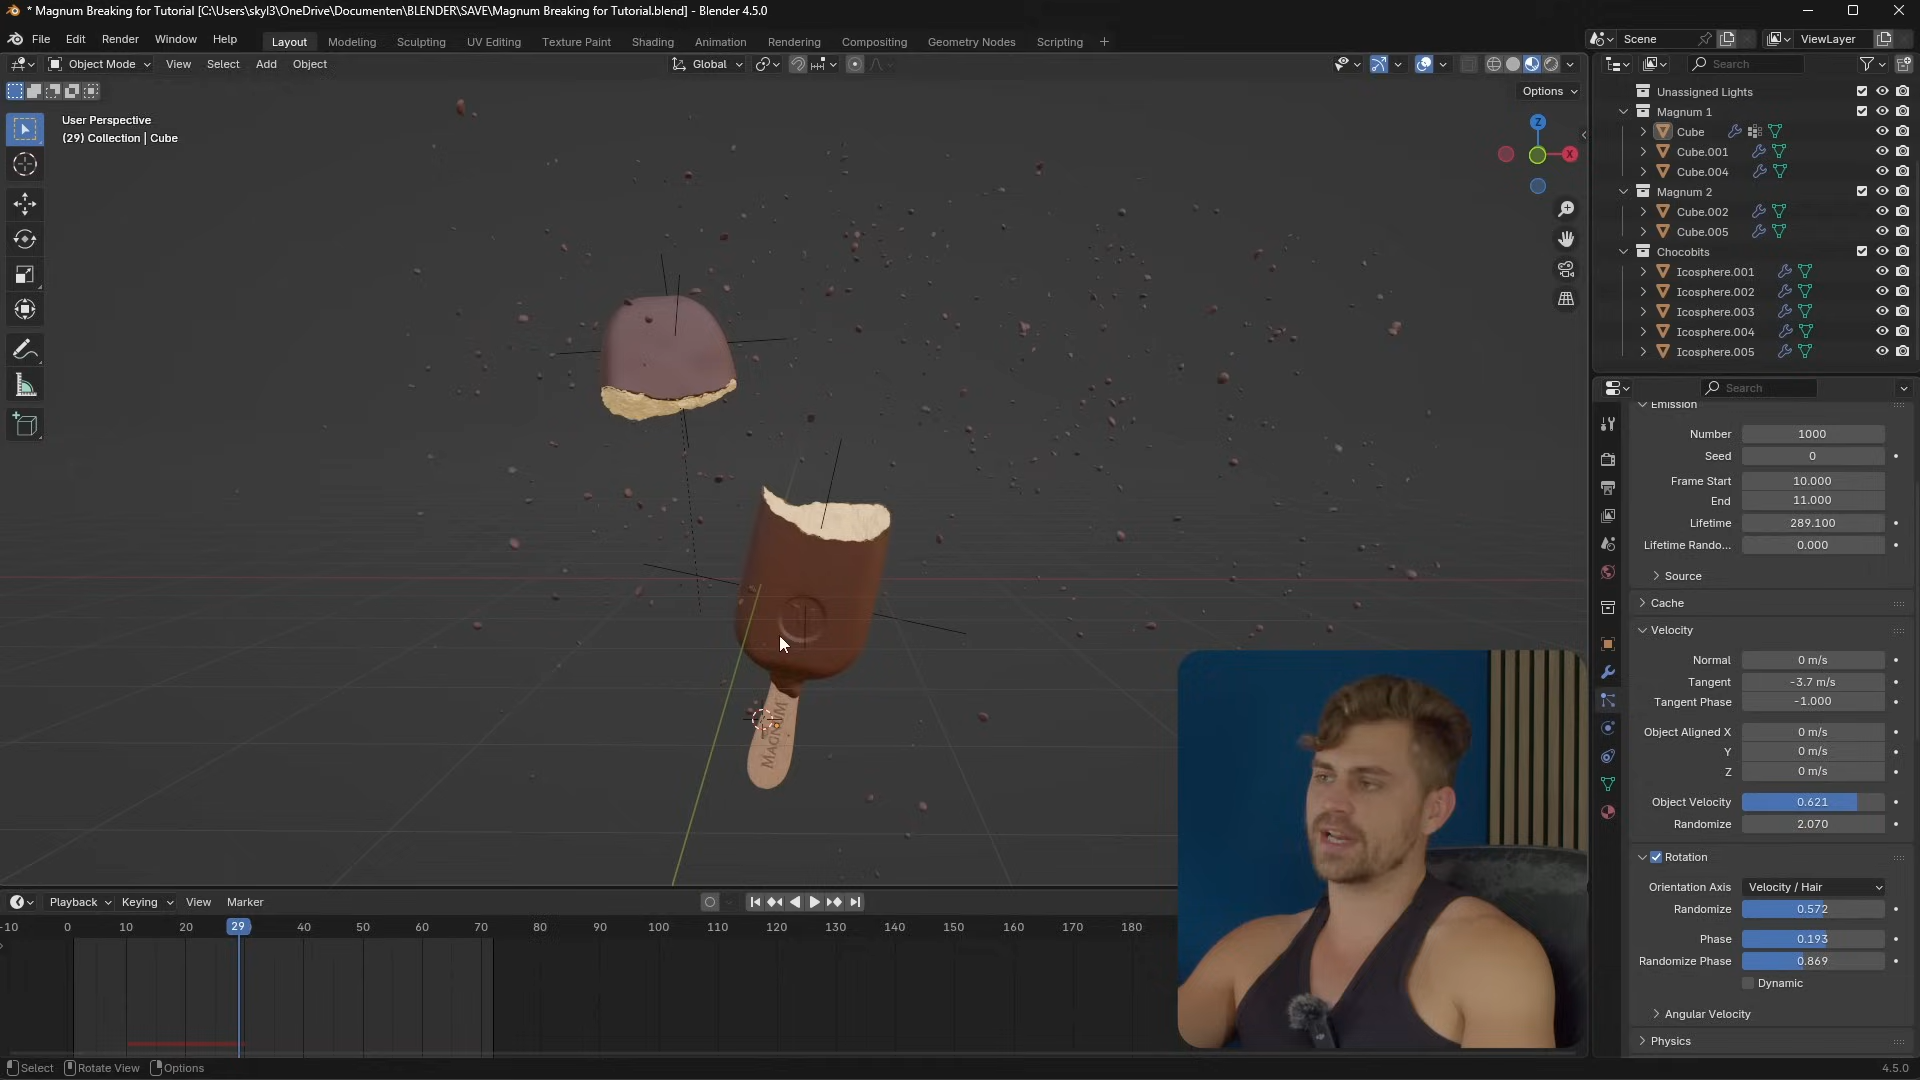 * Magnum Breaking for Tutorial [C:\Users\skyl3\OneDrive\Documenten\BLENDER\SAVE\Magnum Breaking for Tutorial.blend] - Blender 4.5.0
File Edit Render Window Help
Layout Modeling Sculpting UV Editing Texture Paint Shading Animation Rendering Compositing Geometry Nodes Scripting +
Scene ViewLayer
Object Mode View Select Add Object Global
Search
Options
User Perspective
(29) Collection | Cube
Z
X
Unassigned Lights
Magnum 1
Cube
Cube.001
Cube.004
Magnum 2
Cube.002
Cube.005
Chocobits
Icosphere.001
Icosphere.002
Icosphere.003
Icosphere.004
Icosphere.005
Search
Emission
Number 1000
Seed 0
Frame Start 10.000
End 11.000
Lifetime 289.100
Lifetime Rando... 0.000
Source
Cache
Velocity
Normal 0 m/s
Tangent -3.7 m/s
Tangent Phase -1.000
Object Aligned X 0 m/s
Y 0 m/s
Z 0 m/s
Object Velocity 0.621
Randomize 2.070
Rotation
Orientation Axis Velocity / Hair
Randomize 0.572
Phase 0.193
Randomize Phase 0.869
Dynamic
Angular Velocity
Physics
MAGNUM
Playback Keying View Marker
-10 0 10 20 29 40 50 60 70 80 90 100 110 120 130 140 150 160 170 180
Select Rotate View Options
4.5.0